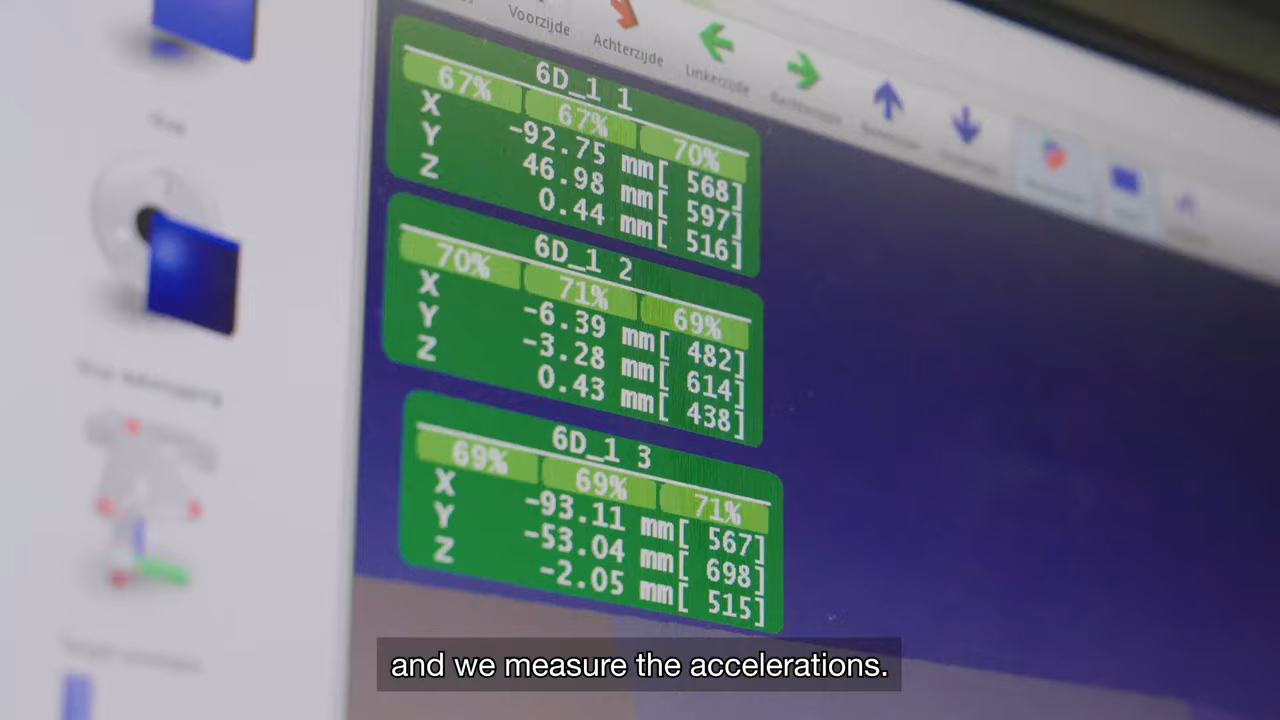 Voorzijde
Achterzijde
Linkerzijde
6D_1 1
67% 67% 70%
X -92.75 mm[ 568]
Y 46.98 mm[ 597]
Z 0.44 mm[ 516]
6D_1 2
70% 71% 69%
X -6.39 mm[ 482]
Y -3.28 mm[ 614]
Z 0.43 mm[ 438]
6D_1 3
69% 69% 71%
X -93.11 mm[ 567]
Y -53.04 mm[ 698]
Z -2.05 mm[ 515]
and we measure the accelerations.